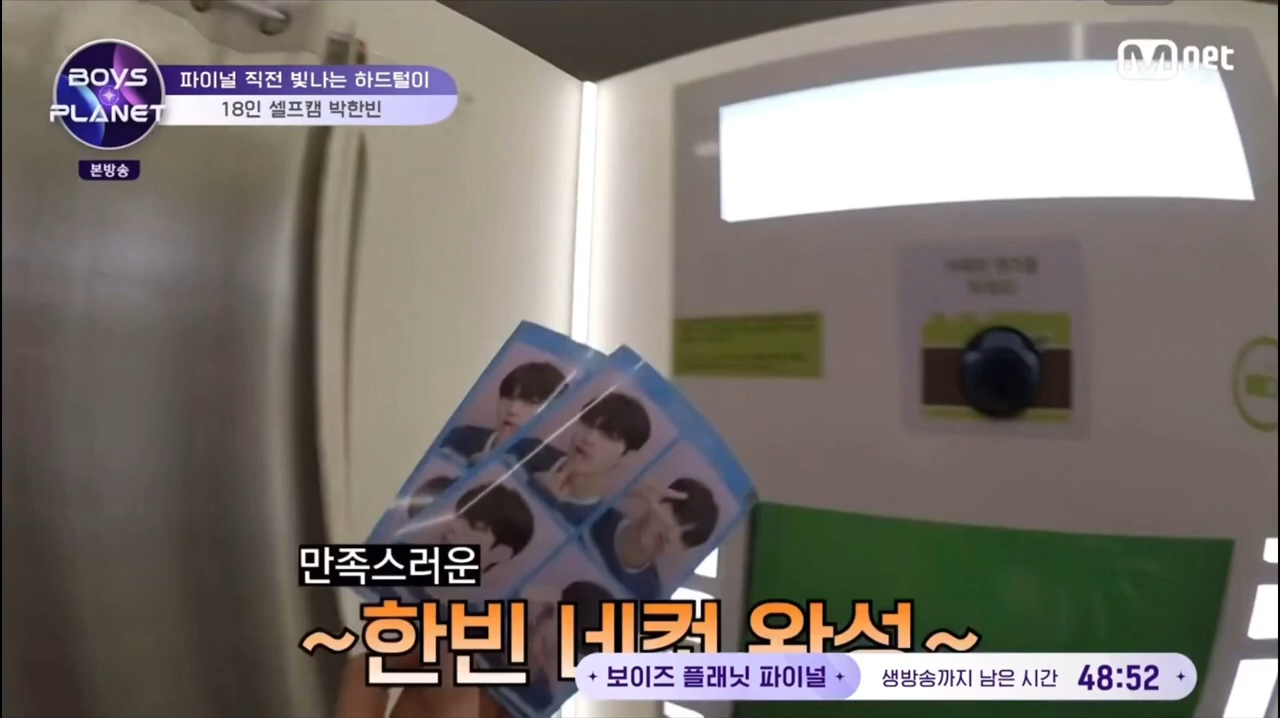 BOYS
PLANET
파이널 직전 빛나는 하드털이
18인 셀프캠 박한빈
본방송
Mnet
만족스러운
~한빈 네컷 완성~
보이즈 플래닛 파이널
생방송까지 남은 시간 48:52